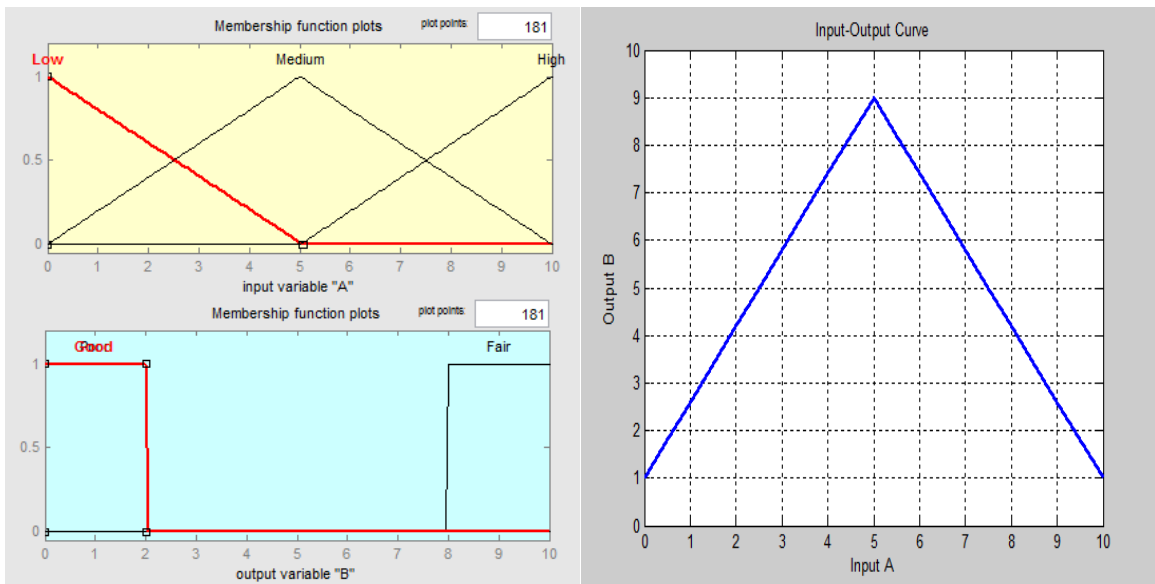 Membership function plots plot points: 181
Low Medium High
1
0.5
0
0 1 2 3 4 5 6 7 8 9 10
input variable "A"
Membership function plots plot points: 181
Good Fair
1
0.5
0
0 1 2 3 4 5 6 7 8 9 10
output variable "B"
Input-Output Curve
10
9
8
7
6
5
4
3
2
1
0
Output B
0 1 2 3 4 5 6 7 8 9 10
Input A